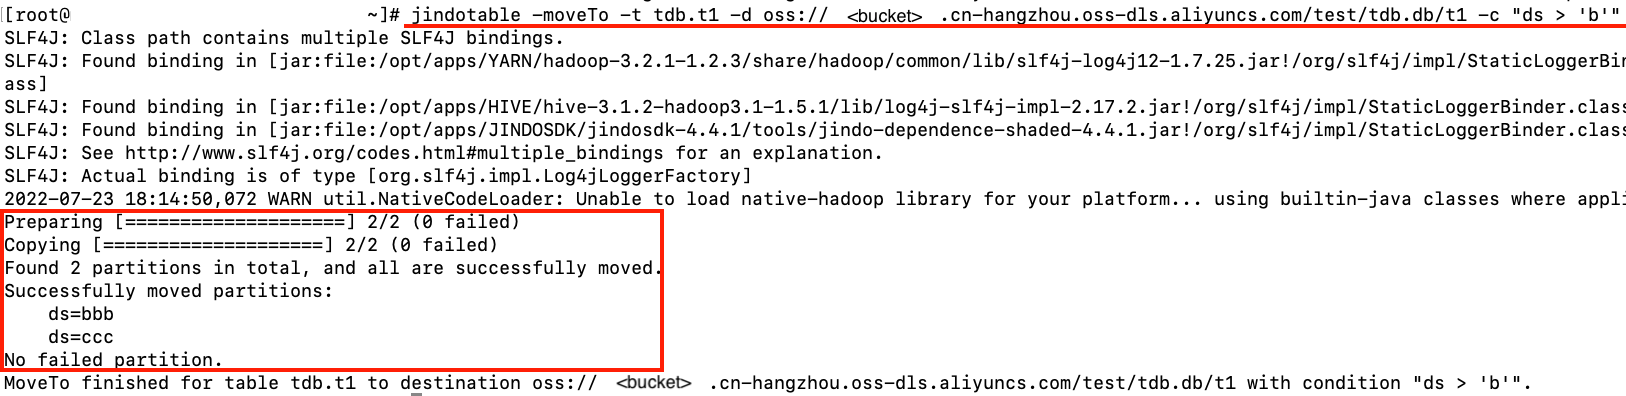 [root@ ~]# jindotable -moveTo -t tdb.t1 -d oss:// <bucket> .cn-hangzhou.oss-dls.aliyuncs.com/test/tdb.db/t1 -c "ds > 'b'"
SLF4J: Class path contains multiple SLF4J bindings.
SLF4J: Found binding in [jar:file:/opt/apps/YARN/hadoop-3.2.1-1.2.3/share/hadoop/common/lib/slf4j-log4j12-1.7.25.jar!/org/slf4j/impl/StaticLoggerBin
ass]
SLF4J: Found binding in [jar:file:/opt/apps/HIVE/hive-3.1.2-hadoop3.1-1.5.1/lib/log4j-slf4j-impl-2.17.2.jar!/org/slf4j/impl/StaticLoggerBinder.class
SLF4J: Found binding in [jar:file:/opt/apps/JINDOSDK/jindosdk-4.4.1/tools/jindo-dependence-shaded-4.4.1.jar!/org/slf4j/impl/StaticLoggerBinder.class
SLF4J: See http://www.slf4j.org/codes.html#multiple_bindings for an explanation.
SLF4J: Actual binding is of type [org.slf4j.impl.Log4jLoggerFactory]
2022-07-23 18:14:50,072 WARN util.NativeCodeLoader: Unable to load native-hadoop library for your platform... using builtin-java classes where appli
Preparing [====================] 2/2 (0 failed)
Copying [====================] 2/2 (0 failed)
Found 2 partitions in total, and all are successfully moved.
Successfully moved partitions:
ds=bbb
ds=ccc
No failed partition.
MoveTo finished for table tdb.t1 to destination oss:// <bucket> .cn-hangzhou.oss-dls.aliyuncs.com/test/tdb.db/t1 with condition "ds > 'b'".